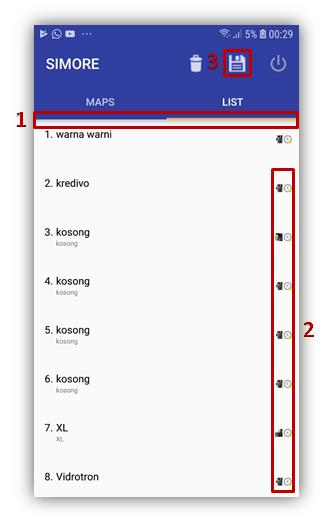 5% 00:29
SIMORE
3
MAPS LIST
1
1. warna warni
2. kredivo
3. kosong
kosong
4. kosong
kosong
5. kosong
kosong
2
6. kosong
kosong
7. XL
XL
8. Vidrotron